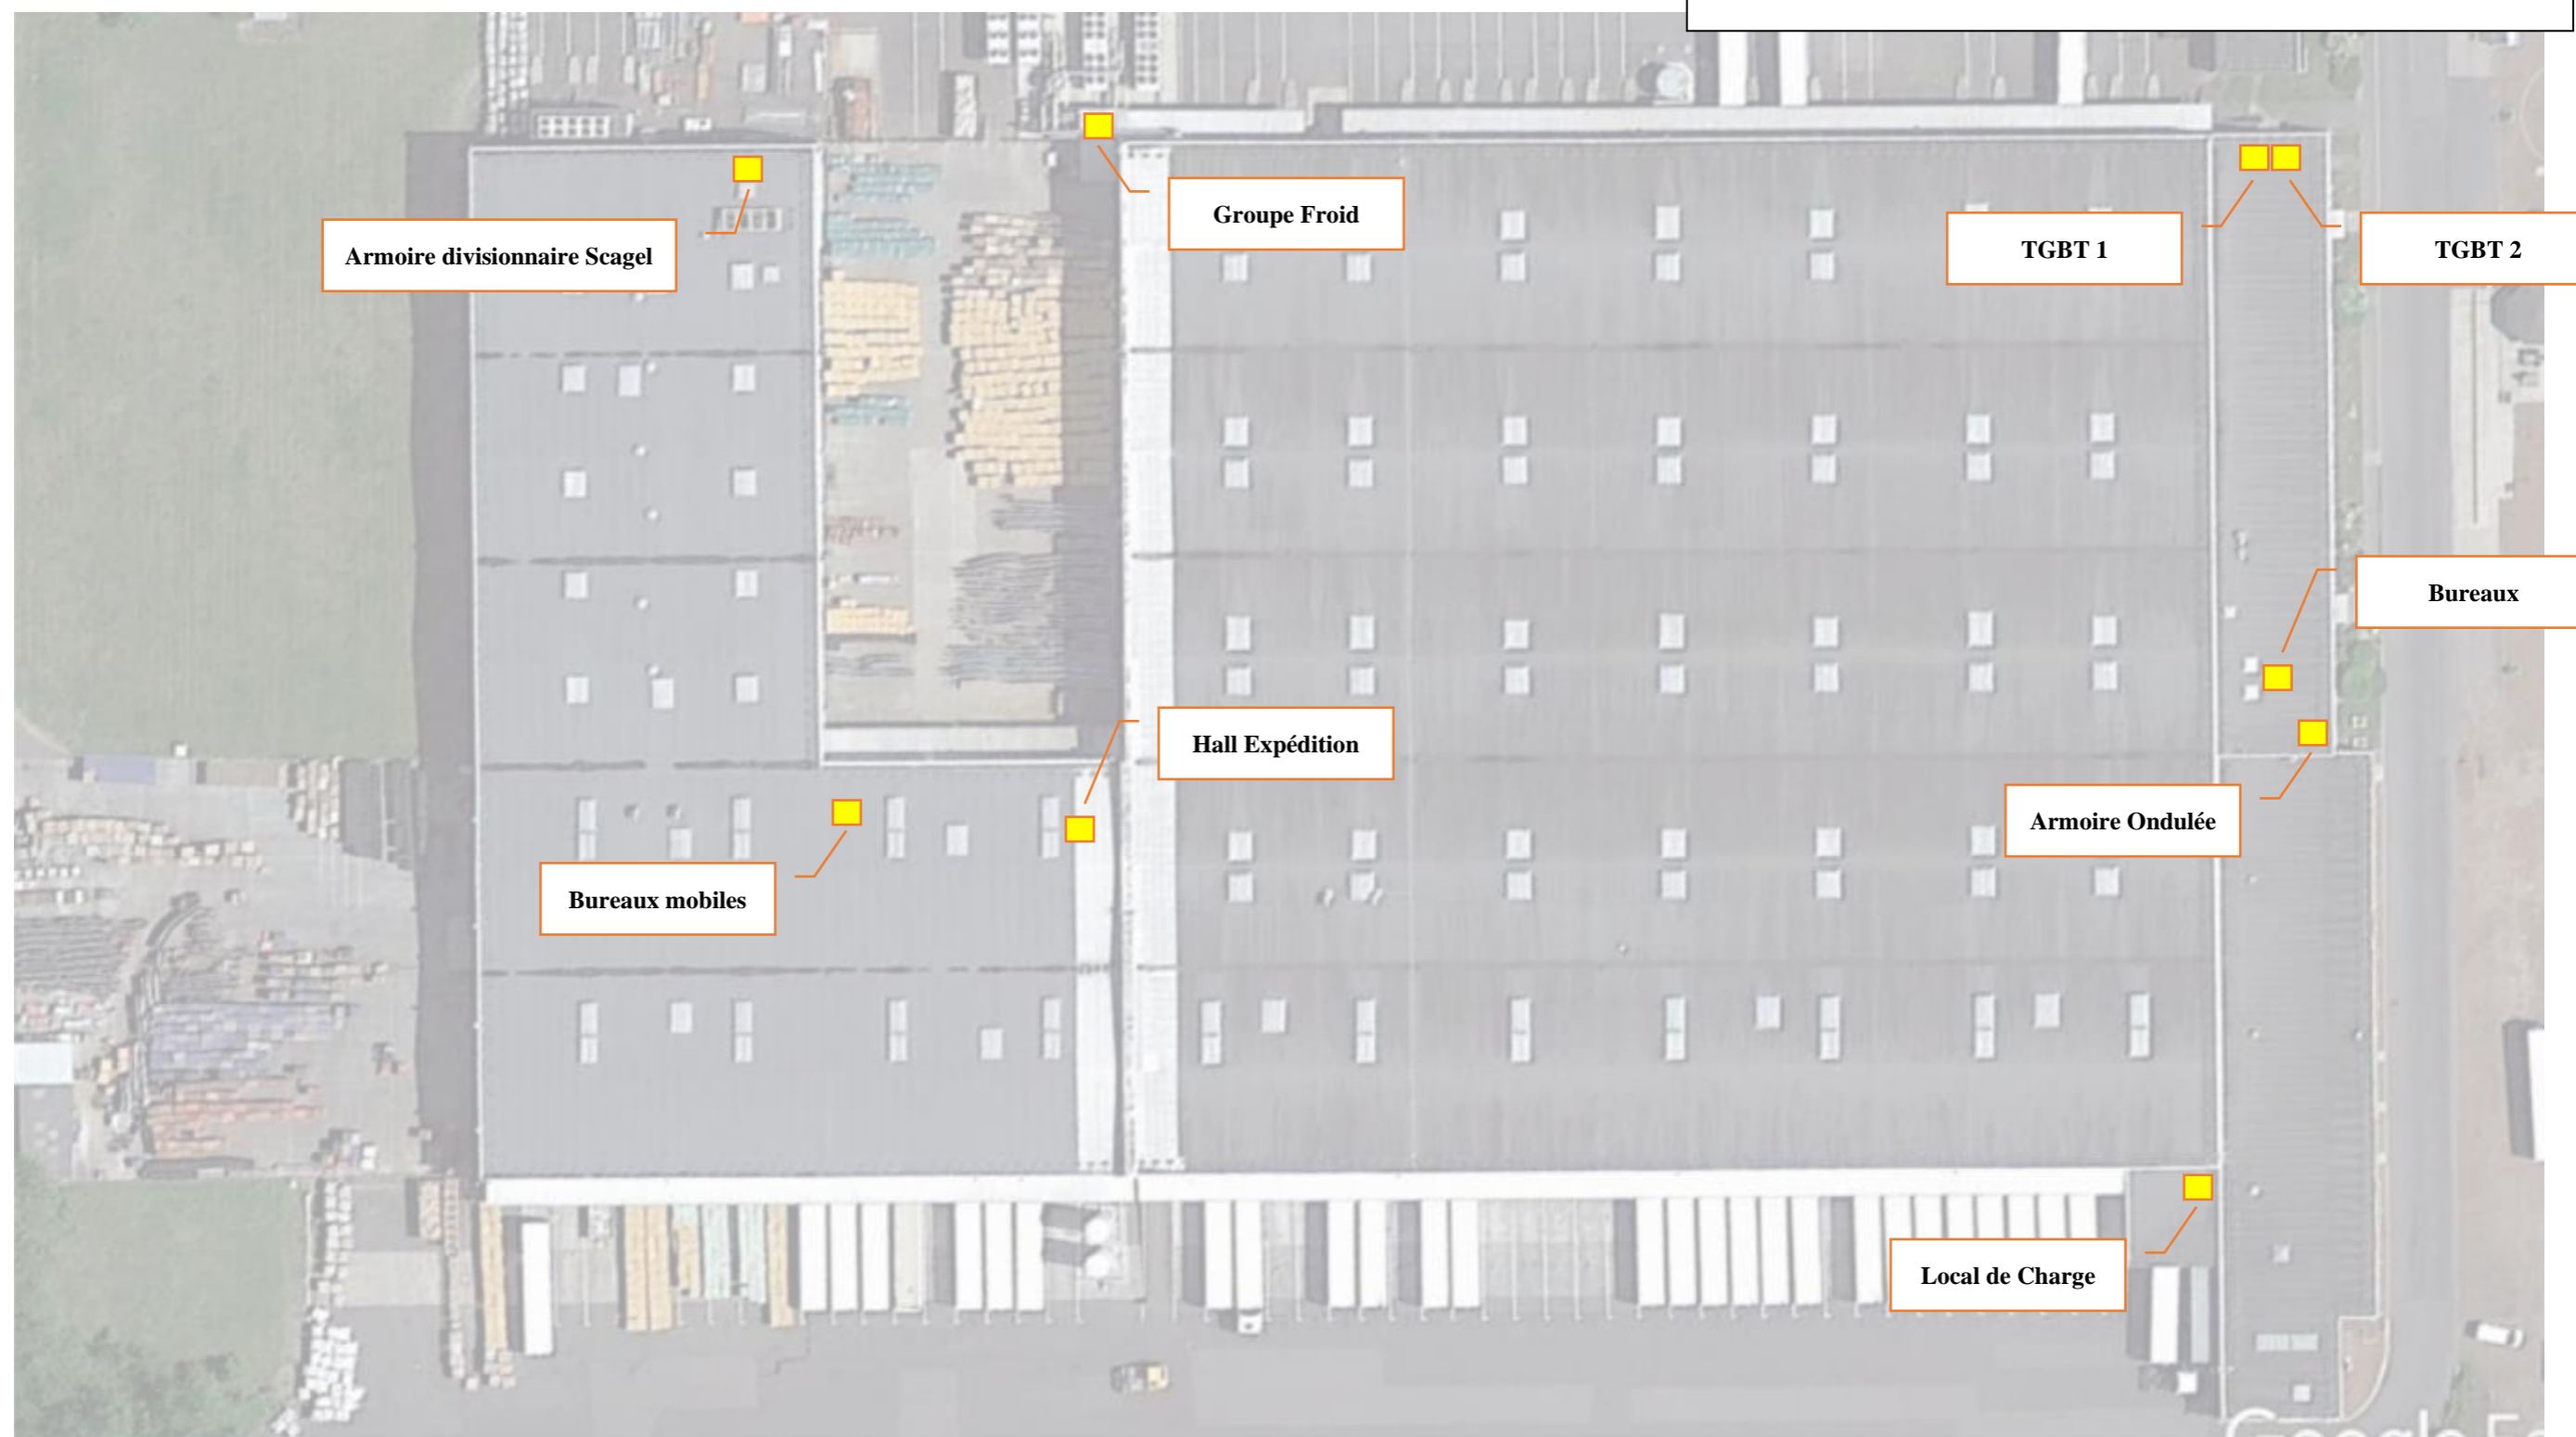 Groupe Froid
Armoire divisionnaire Scagel
TGBT 1
TGBT 2
Bureaux
Hall Expédition
Armoire Ondulée
Bureaux mobiles
Local de Charge
Google